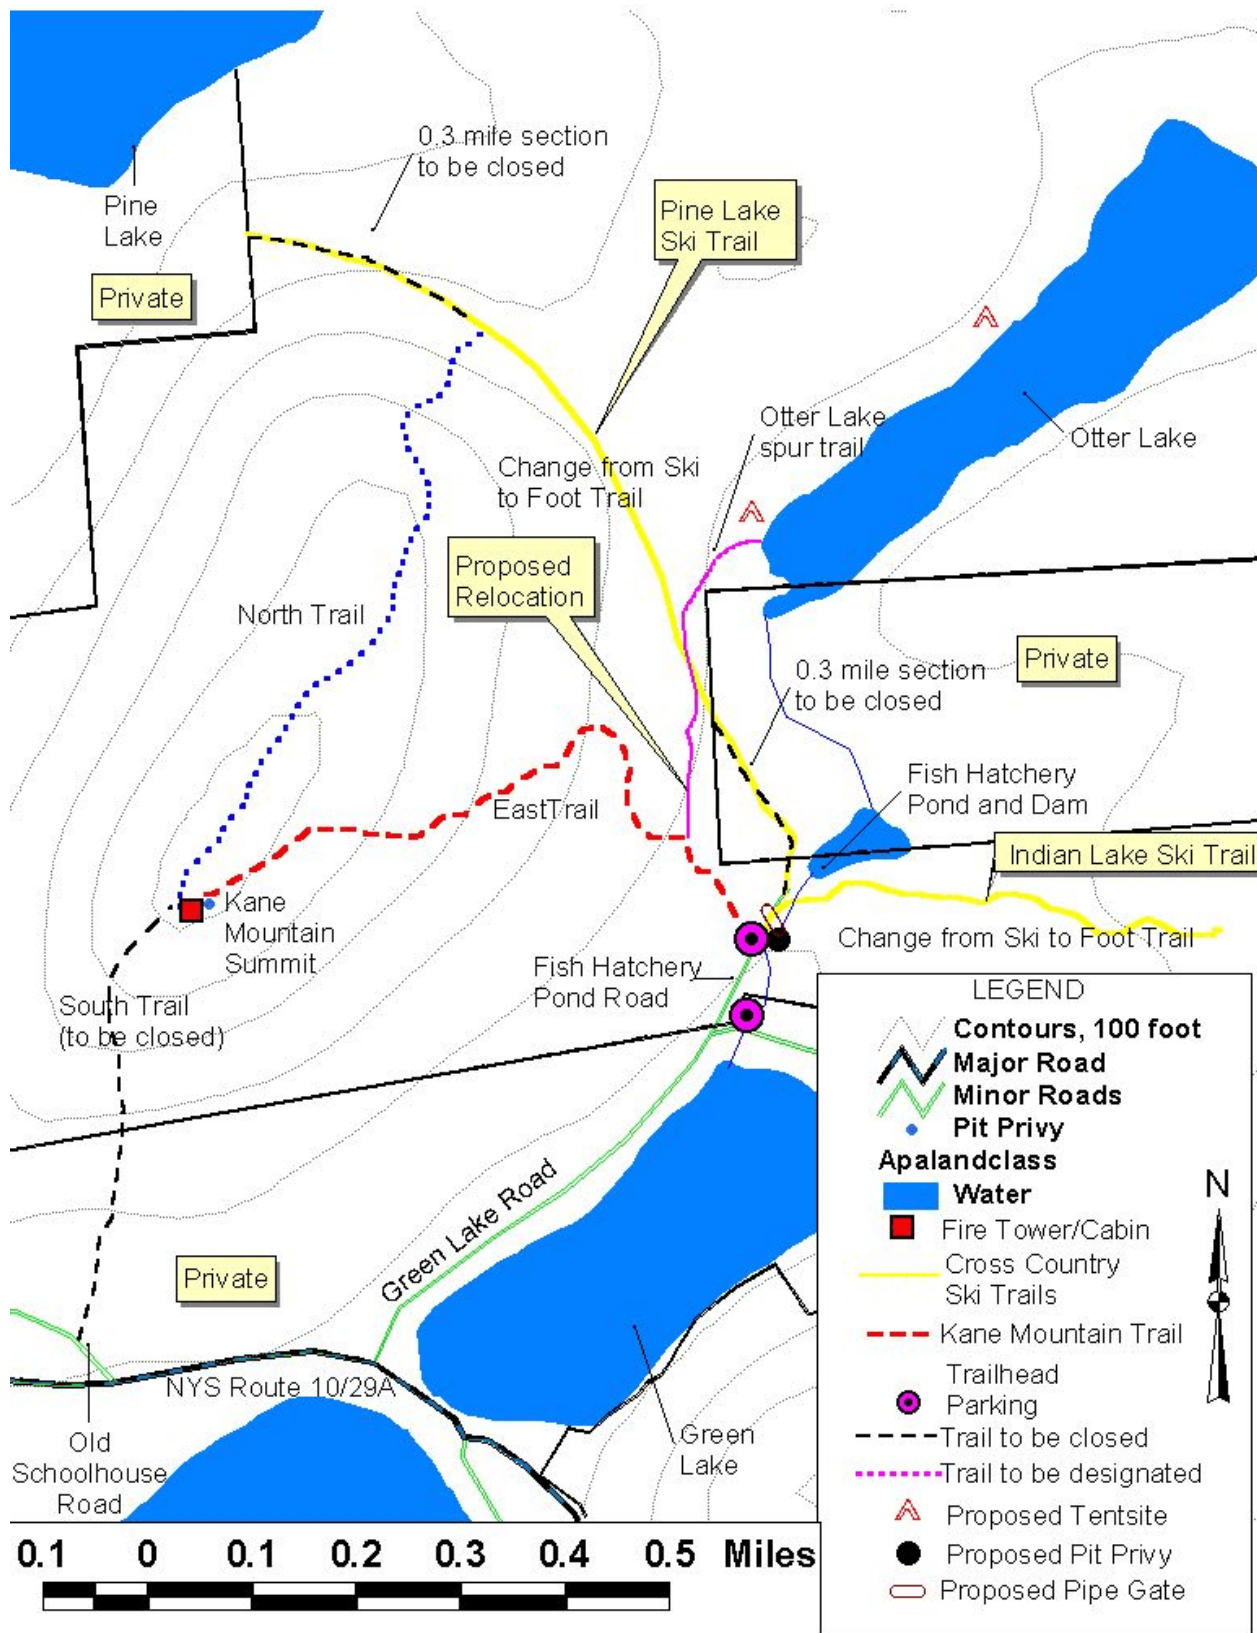 0.3 mile section
to be closed
Pine
Lake
Pine Lake
Ski Trail
Private
Otter Lake
spur trail
Otter Lake
Change from Ski
to Foot Trail
Proposed
Relocation
North Trail
Private
0.3 mile section
to be closed
Fish Hatchery
Pond and Dam
EastTrail
Indian Lake Ski Trail
Kane
Mountain
Summit
Change from Ski to Foot Trail
Fish Hatchery
Pond Road
South Trail
(to be closed)
Green Lake Road
Private
NYS Route 10/29A
Old
Schoolhouse
Road
Green
Lake
LEGEND
Contours, 100 foot
Major Road
Minor Roads
Pit Privy
Apalandclass
Water
Fire Tower/Cabin
Cross Country
Ski Trails
Kane Mountain Trail
Trailhead
Parking
Trail to be closed
Trail to be designated
Proposed Tentsite
Proposed Pit Privy
Proposed Pipe Gate
N
0.1 0 0.1 0.2 0.3 0.4 0.5 Miles